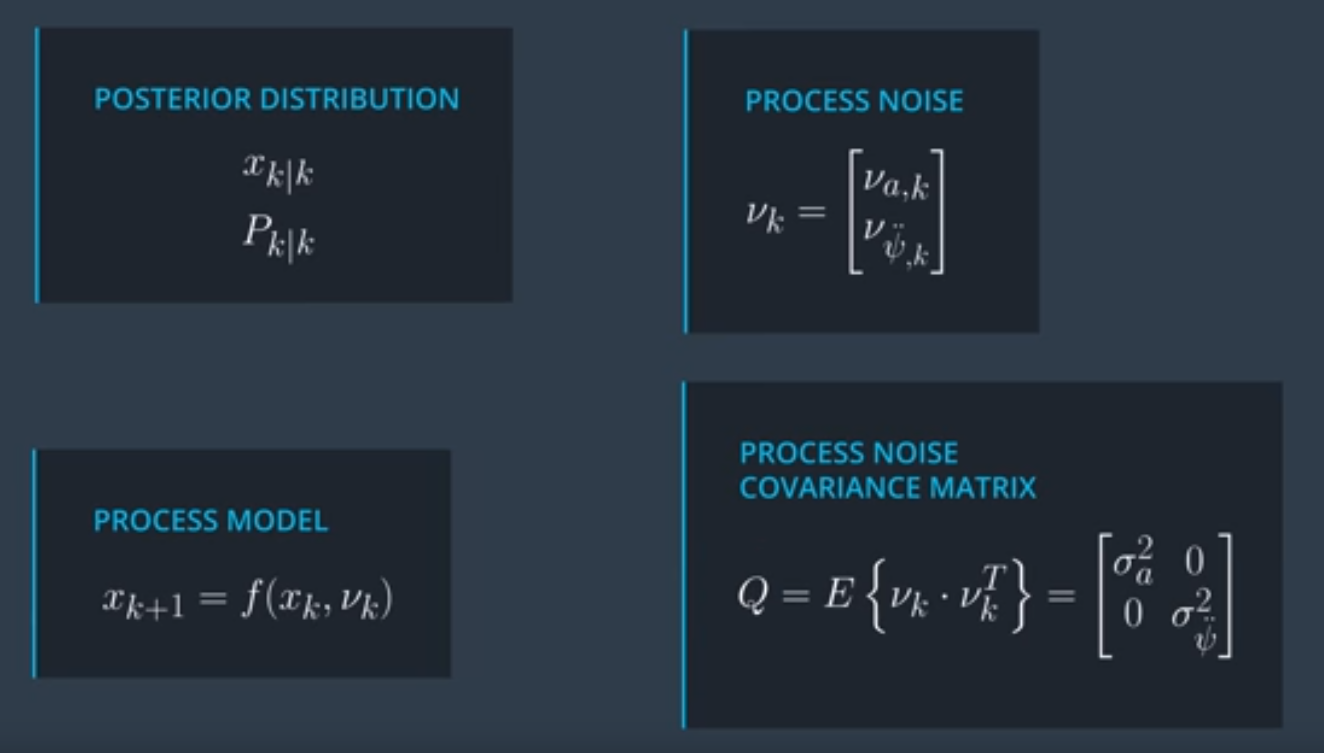 POSTERIOR DISTRIBUTION
x_{k|k}
P_{k|k}
PROCESS NOISE
ν_k = [ν_{a,k}
ν_{ψ̈,k}]
PROCESS MODEL
x_{k+1} = f(x_k, ν_k)
PROCESS NOISE
COVARIANCE MATRIX
Q = E {ν_k · ν_k^T} = [σ_a^2 0
0 σ_{ψ̈}^2]